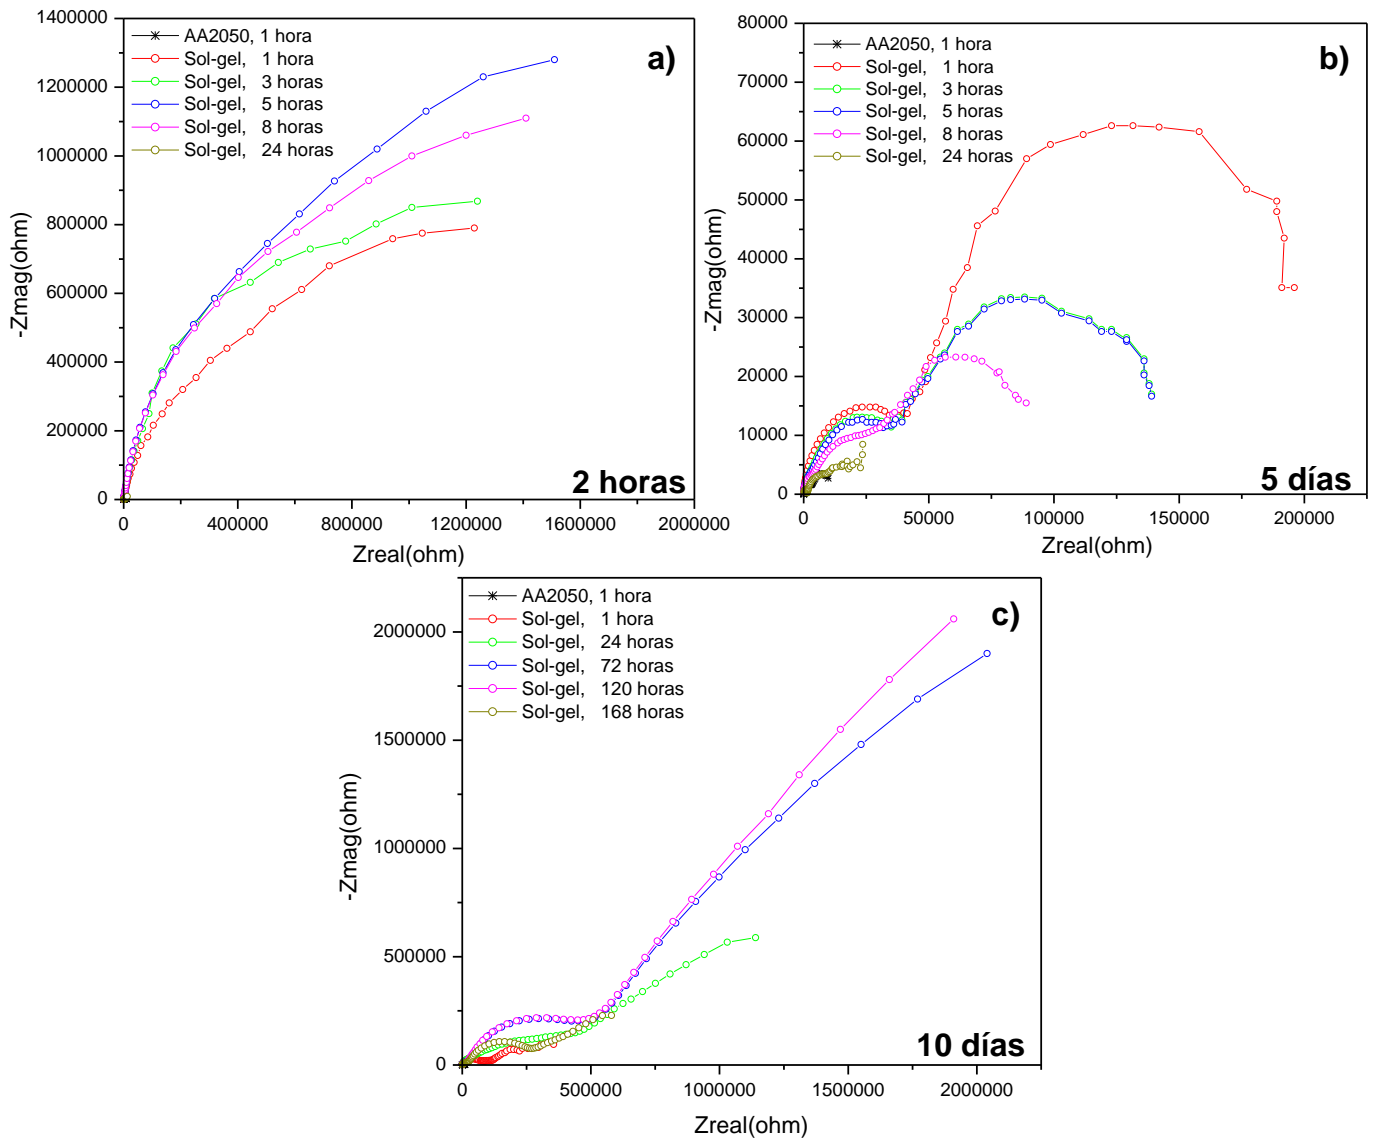 1400000
1200000
1000000
800000
600000
400000
200000
0
-Zmag(ohm)
AA2050, 1 hora
Sol-gel, 1 hora
Sol-gel, 3 horas
Sol-gel, 5 horas
Sol-gel, 8 horas
Sol-gel, 24 horas
a)
2 horas
0 400000 800000 1200000 1600000 2000000
Zreal(ohm)
80000
70000
60000
50000
40000
30000
20000
10000
0
-Zmag(ohm)
AA2050, 1 hora
Sol-gel, 1 hora
Sol-gel, 3 horas
Sol-gel, 5 horas
Sol-gel, 8 horas
Sol-gel, 24 horas
b)
5 días
0 50000 100000 150000 200000
Zreal(ohm)
2000000
1500000
1000000
500000
0
-Zmag(ohm)
AA2050, 1 hora
Sol-gel, 1 hora
Sol-gel, 24 horas
Sol-gel, 72 horas
Sol-gel, 120 horas
Sol-gel, 168 horas
c)
10 días
0 500000 1000000 1500000 2000000
Zreal(ohm)